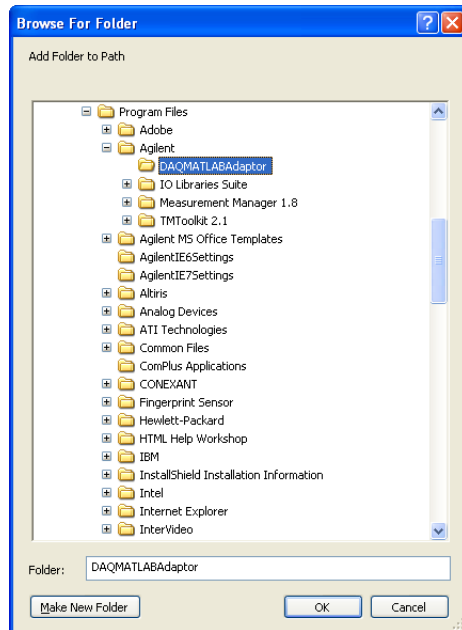 Browse For Folder
Add Folder to Path
Program Files
Adobe
Agilent
DAQMATLABAdaptor
IO Libraries Suite
Measurement Manager 1.8
TMToolkit 2.1
Agilent MS Office Templates
AgilentIE6Settings
AgilentIE7Settings
Altiris
Analog Devices
ATI Technologies
Common Files
ComPlus Applications
CONEXANT
Fingerprint Sensor
Hewlett-Packard
HTML Help Workshop
IBM
InstallShield Installation Information
Intel
Internet Explorer
InterVideo
Folder: DAQMATLABAdaptor
Make New Folder OK Cancel